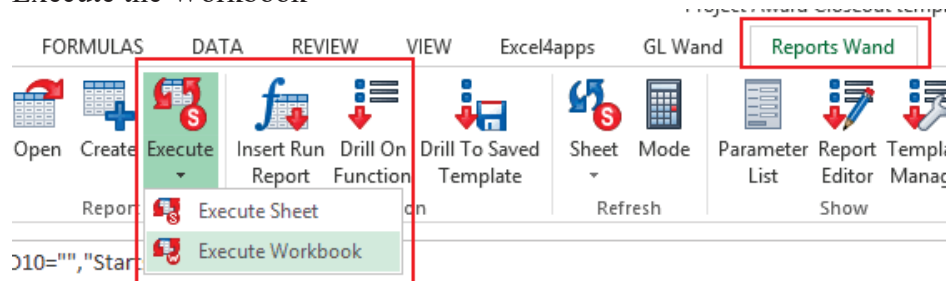 Execute the Workbook
Project Award Closeout temp
FORMULAS DATA REVIEW VIEW Excel4apps GL Wand Reports Wand
Open Create Execute Insert Run Report Drill On Function Drill To Saved Template Sheet Mode Parameter List Report Editor Templa Manag
Report on Refresh Show
Execute Sheet
Execute Workbook
D10="","Start